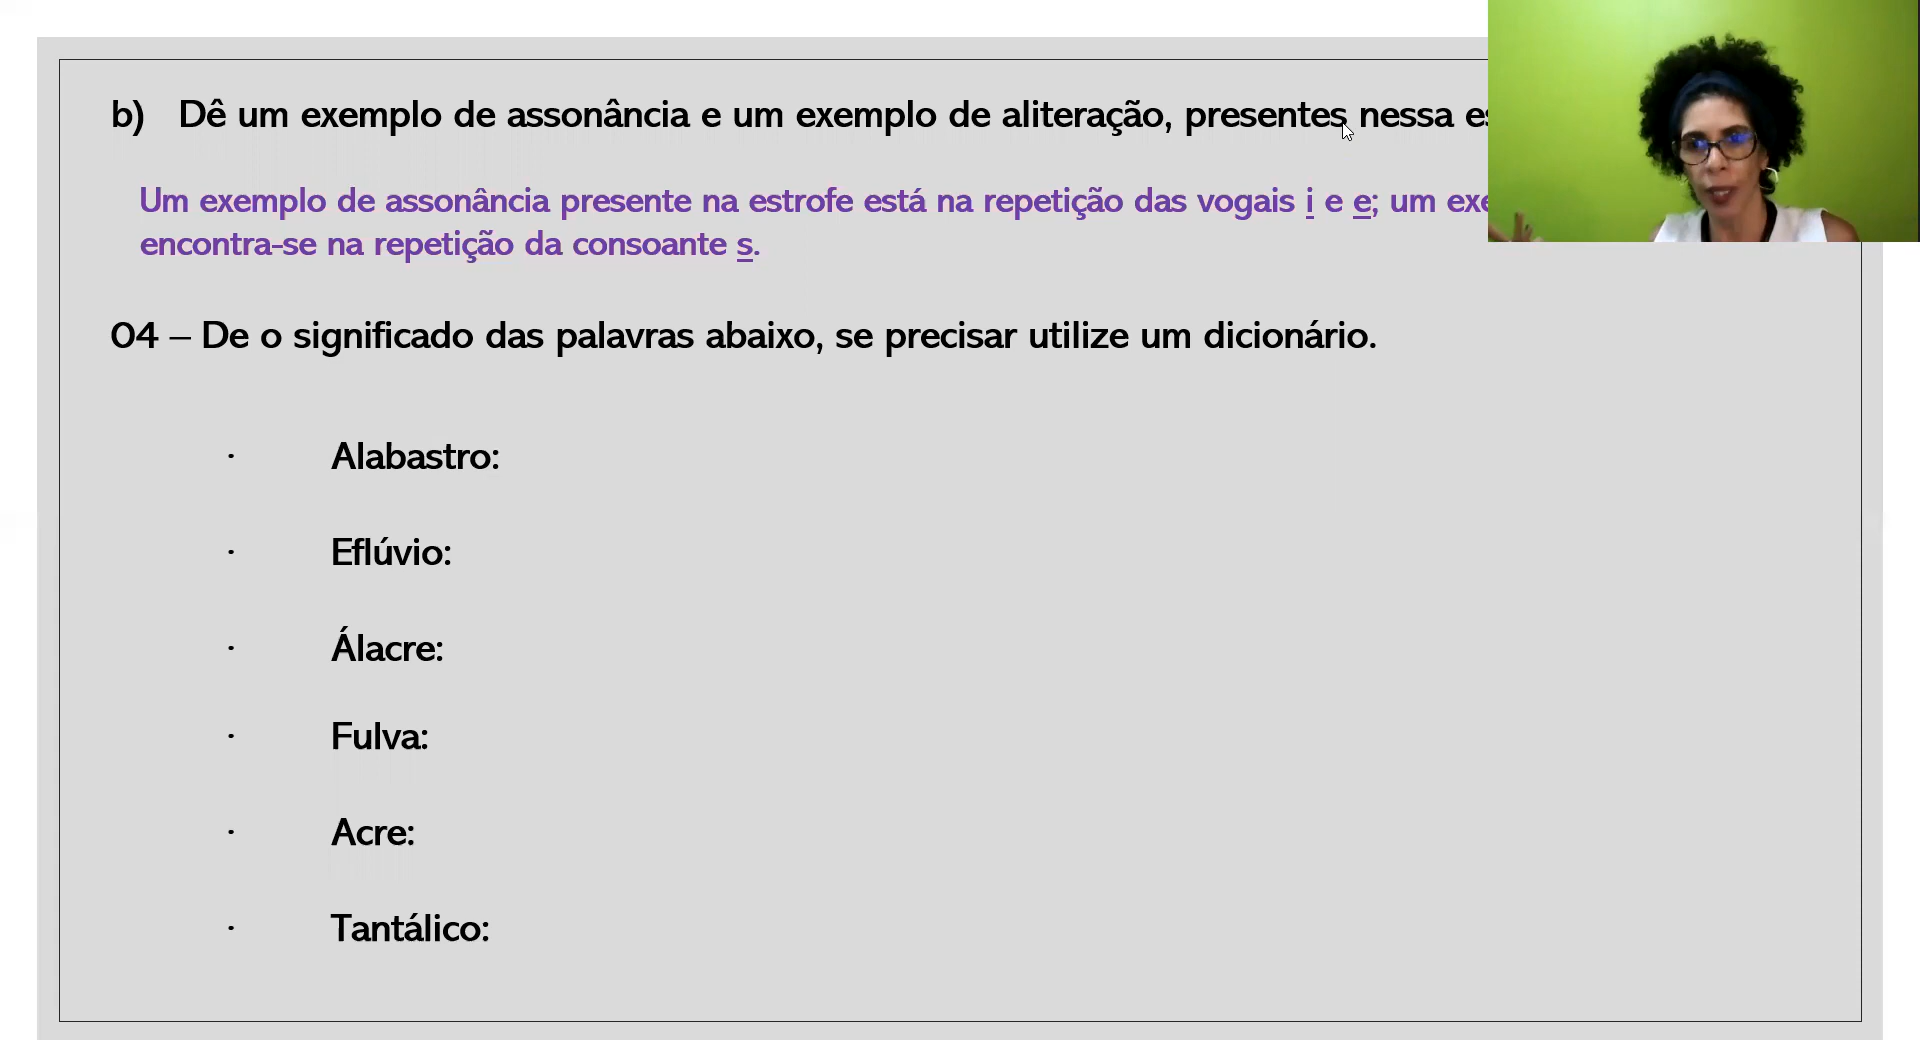 b) Dê um exemplo de assonância e um exemplo de aliteração, presentes nessa
Um exemplo de assonância presente na estrofe está na repetição das vogais i e e; um
encontra-se na repetição da consoante s.
04 – De o significado das palavras abaixo, se precisar utilize um dicionário.
· Alabastro:
· Eflúvio:
· Álacre:
· Fulva:
· Acre:
· Tantálico: